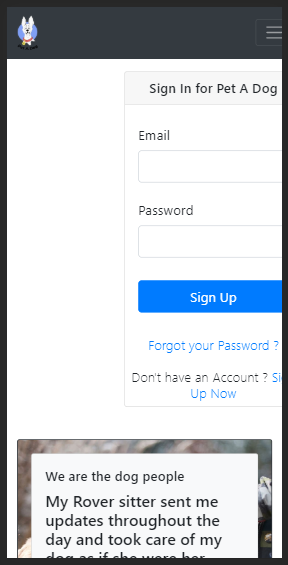 Sign In for Pet A Dog
Email
Password
Sign Up
Forgot your Password ?
Don't have an Account ? Si
Up Now
We are the dog people
My Rover sitter sent me
updates throughout the
day and took care of my
dog as if she were her